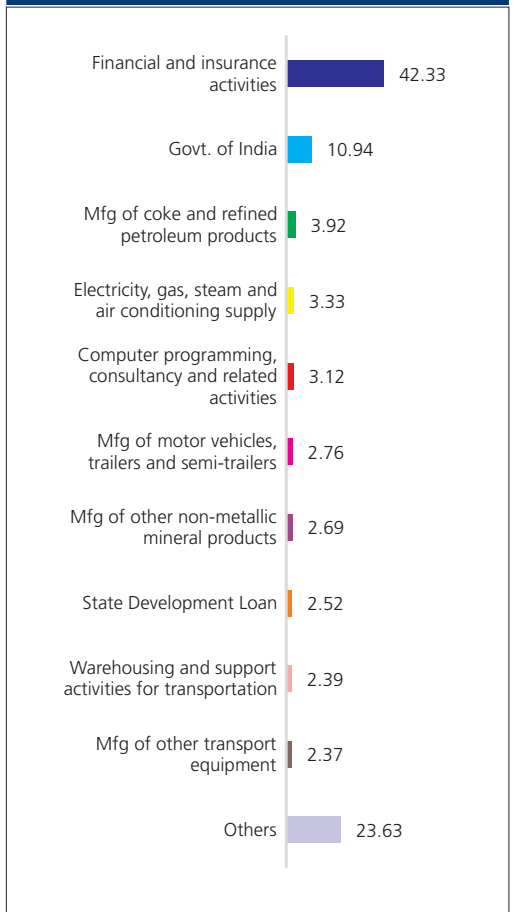 Financial and insurance
activities
42.33
Govt. of India
10.94
Mfg of coke and refined
petroleum products
3.92
Electricity, gas, steam and
air conditioning supply
3.33
Computer programming,
consultancy and related
activities
3.12
Mfg of motor vehicles,
trailers and semi-trailers
2.76
Mfg of other non-metallic
mineral products
2.69
State Development Loan
2.52
Warehousing and support
activities for transportation
2.39
Mfg of other transport
equipment
2.37
Others
23.63